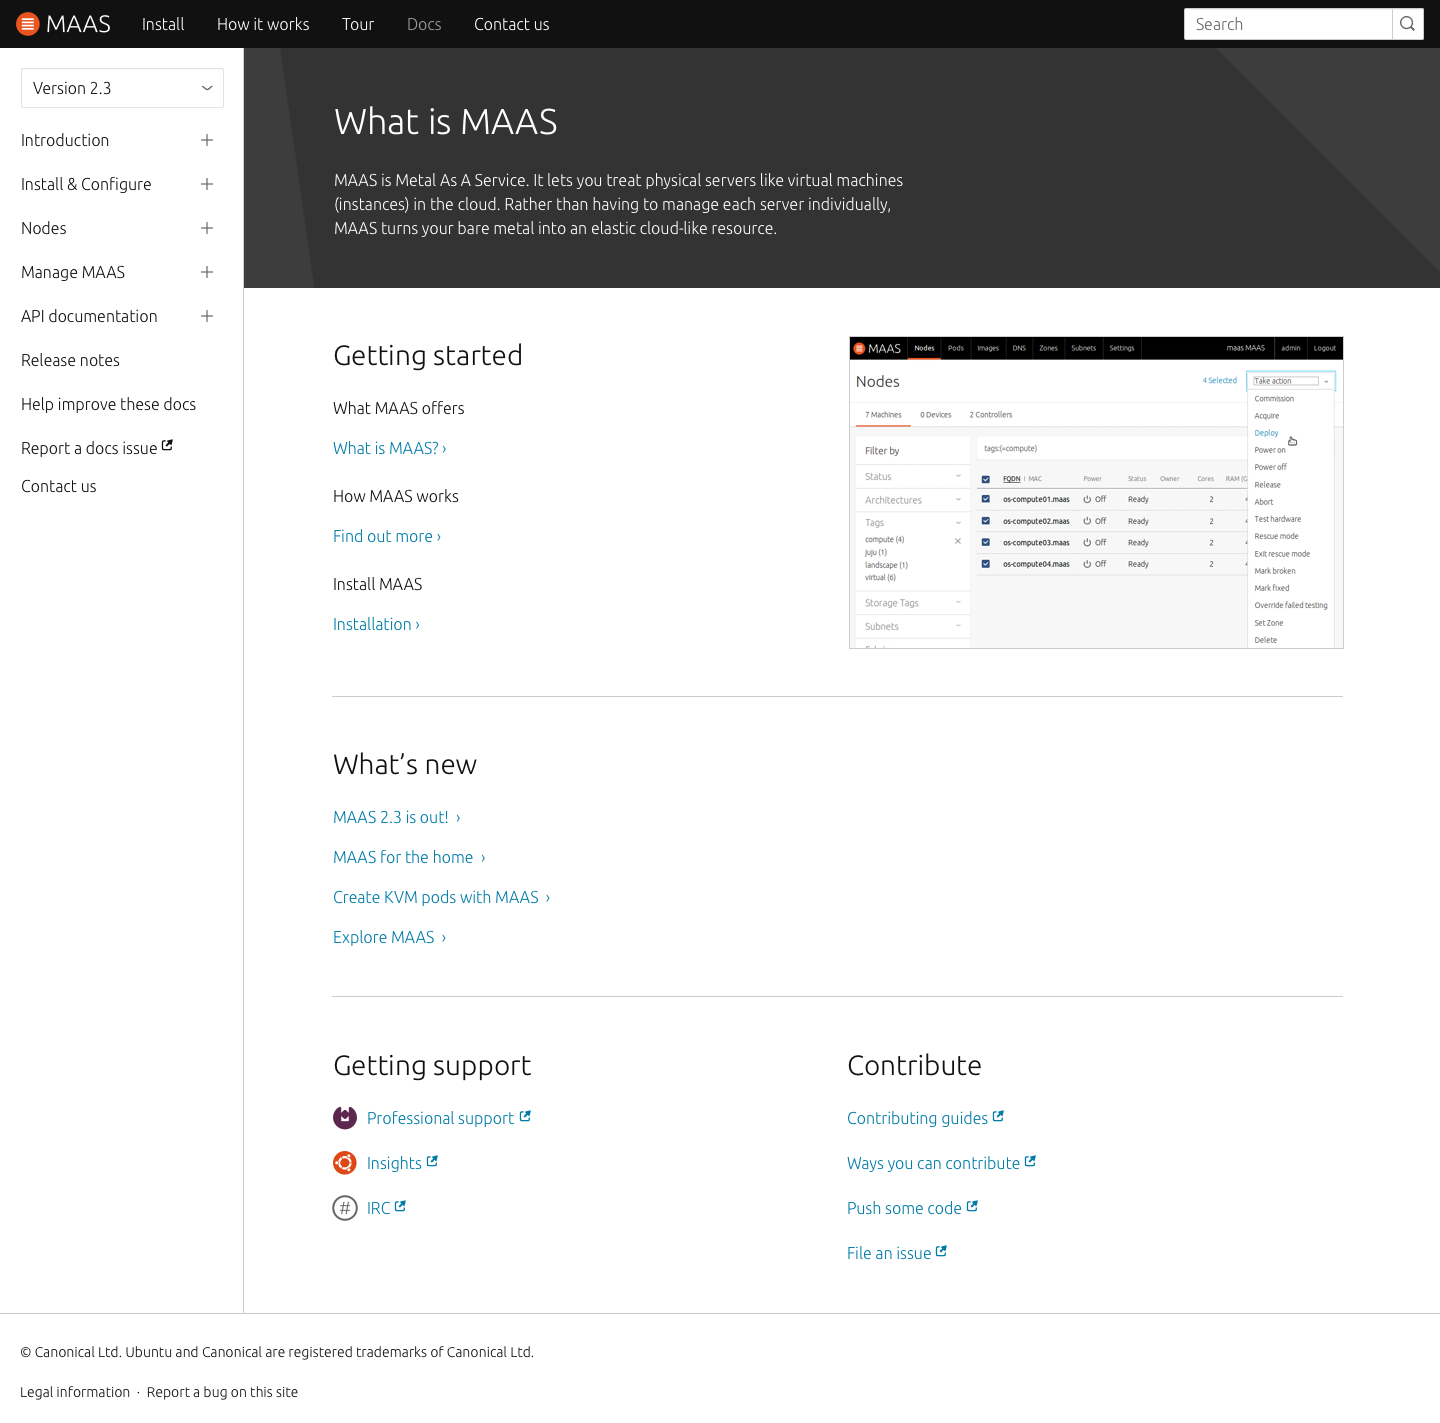 MAAS Install How it works Tour Docs Contact us Search
Version 2.3
Introduction
Install & Configure
Nodes
Manage MAAS
API documentation
Release notes
Help improve these docs
Report a docs issue
Contact us
What is MAAS
MAAS is Metal As A Service. It lets you treat physical servers like virtual machines
(instances) in the cloud. Rather than having to manage each server individually,
MAAS turns your bare metal into an elastic cloud-like resource.
Getting started
What MAAS offers
What is MAAS? ›
How MAAS works
Find out more ›
Install MAAS
Installation ›
MAAS Nodes Pods Images DNS Zones Subnets Settings maas MAAS admin Logout
Nodes 4 Selected Take action
7 Machines 0 Devices 2 Controllers
Filter by
Status
Architectures
Tags
compute (4)
juju (1)
landscape (1)
virtual (6)
Storage Tags
Subnets
tags:(=compute)
FQDN | MAC Power Status Owner Cores RAM (G
os-compute01.maas Off Ready 2
os-compute02.maas Off Ready 2
os-compute03.maas Off Ready 2
os-compute04.maas Off Ready 2
Commission
Acquire
Deploy
Power on
Power off
Release
Abort
Test hardware
Rescue mode
Exit rescue mode
Mark broken
Mark fixed
Override failed testing
Set Zone
Delete
What’s new
MAAS 2.3 is out! ›
MAAS for the home ›
Create KVM pods with MAAS ›
Explore MAAS ›
Getting support
Professional support
Insights
# IRC
Contribute
Contributing guides
Ways you can contribute
Push some code
File an issue
© Canonical Ltd. Ubuntu and Canonical are registered trademarks of Canonical Ltd.
Legal information · Report a bug on this site